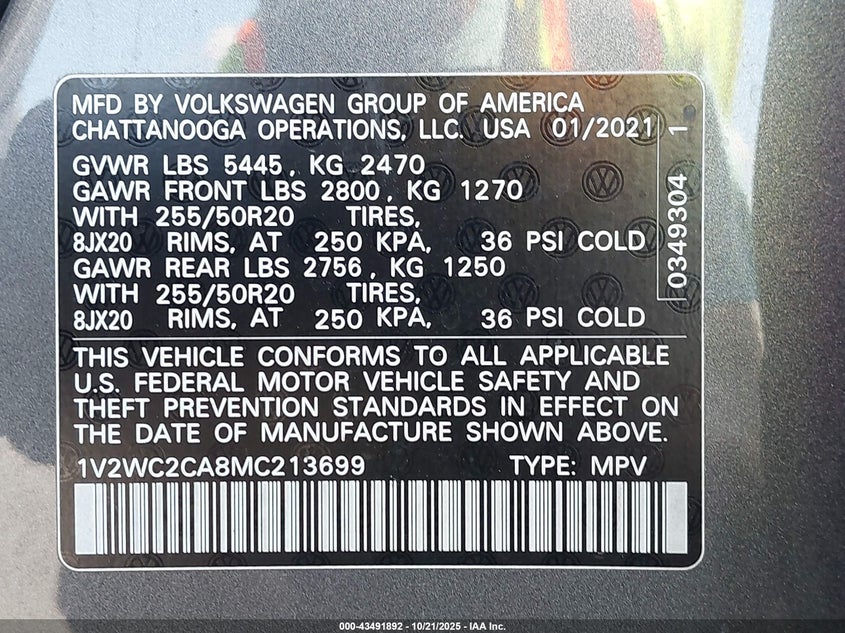 MFD BY VOLKSWAGEN GROUP OF AMERICA
CHATTANOOGA OPERATIONS, LLC. USA 01/2021
GVWR LBS 5445, KG 2470
GAWR FRONT LBS 2800, KG 1270
WITH 255/50R20 TIRES,
8JX20 RIMS, AT 250 KPA, 36 PSI COLD
GAWR REAR LBS 2756, KG 1250
WITH 255/50R20 TIRES,
8JX20 RIMS, AT 250 KPA, 36 PSI COLD
0349304 1
THIS VEHICLE CONFORMS TO ALL APPLICABLE
U.S. FEDERAL MOTOR VEHICLE SAFETY AND
THEFT PREVENTION STANDARDS IN EFFECT ON
THE DATE OF MANUFACTURE SHOWN ABOVE.
1V2WC2CA8MC213699 TYPE: MPV
000-43491892 - 10/21/2025 - IAA Inc.